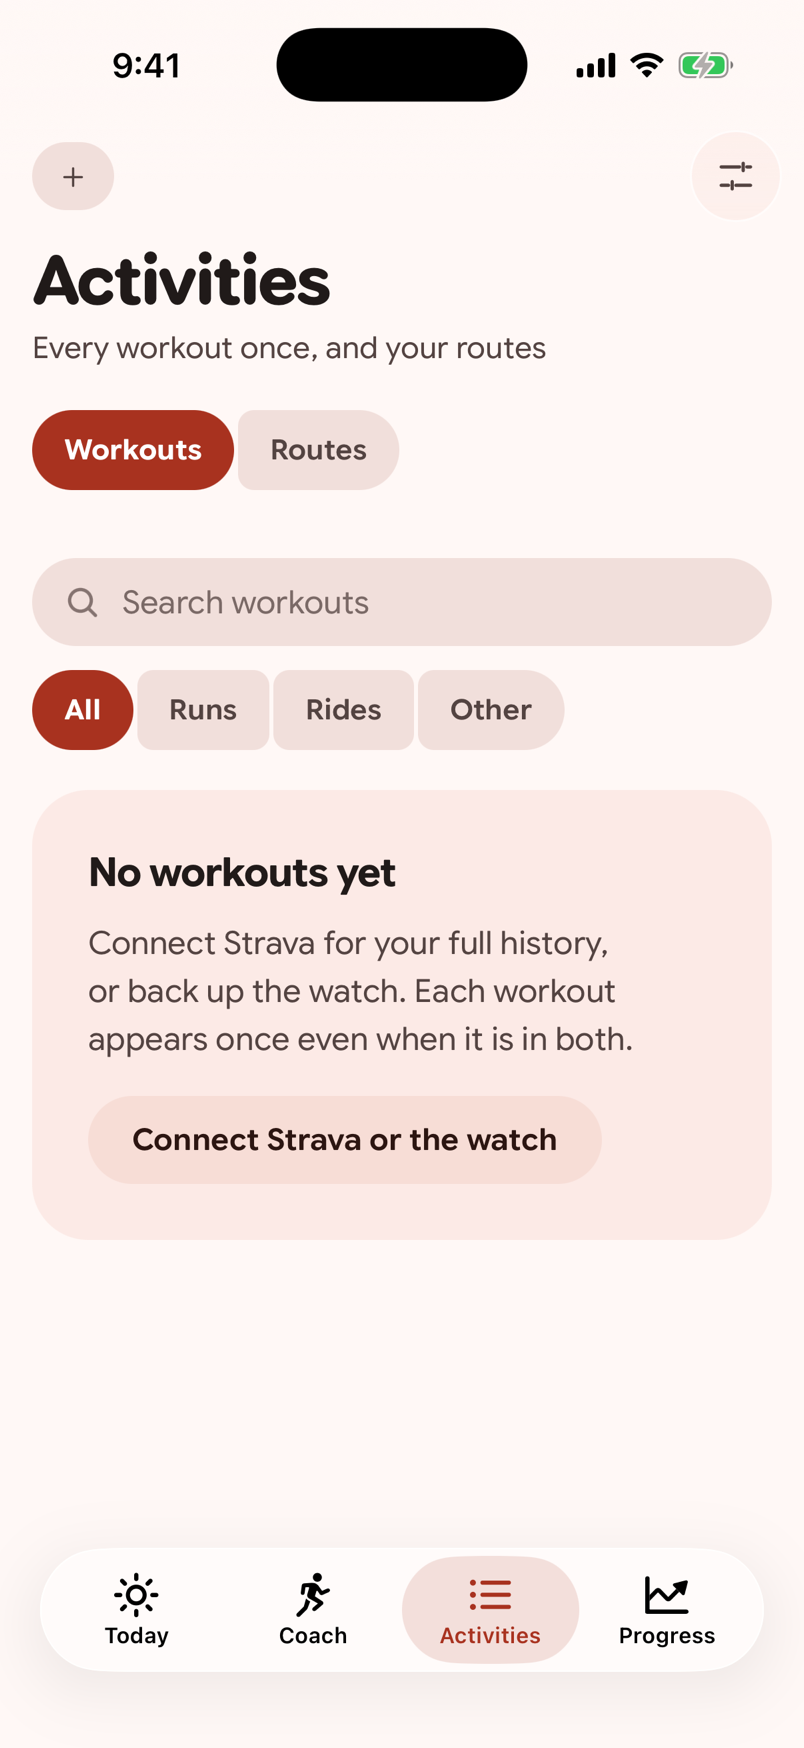 9:41
Activities
Every workout once, and your routes
Workouts
Routes
Search workouts
All
Runs
Rides
Other
No workouts yet
Connect Strava for your full history,
or back up the watch. Each workout
appears once even when it is in both.
Connect Strava or the watch
Today
Coach
Activities
Progress